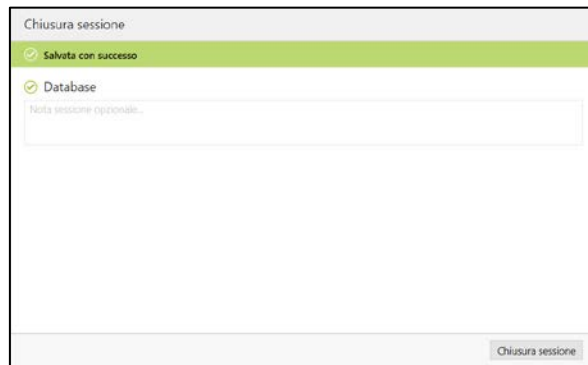 Chiusura sessione
Salvata con successo
Database
Nota sessione opzionale...
Chiusura sessione